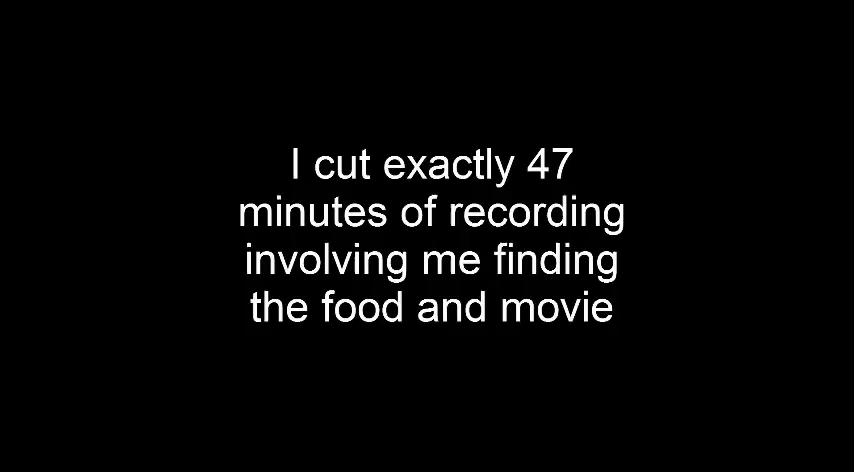 I cut exactly 47
minutes of recording
involving me finding
the food and movie